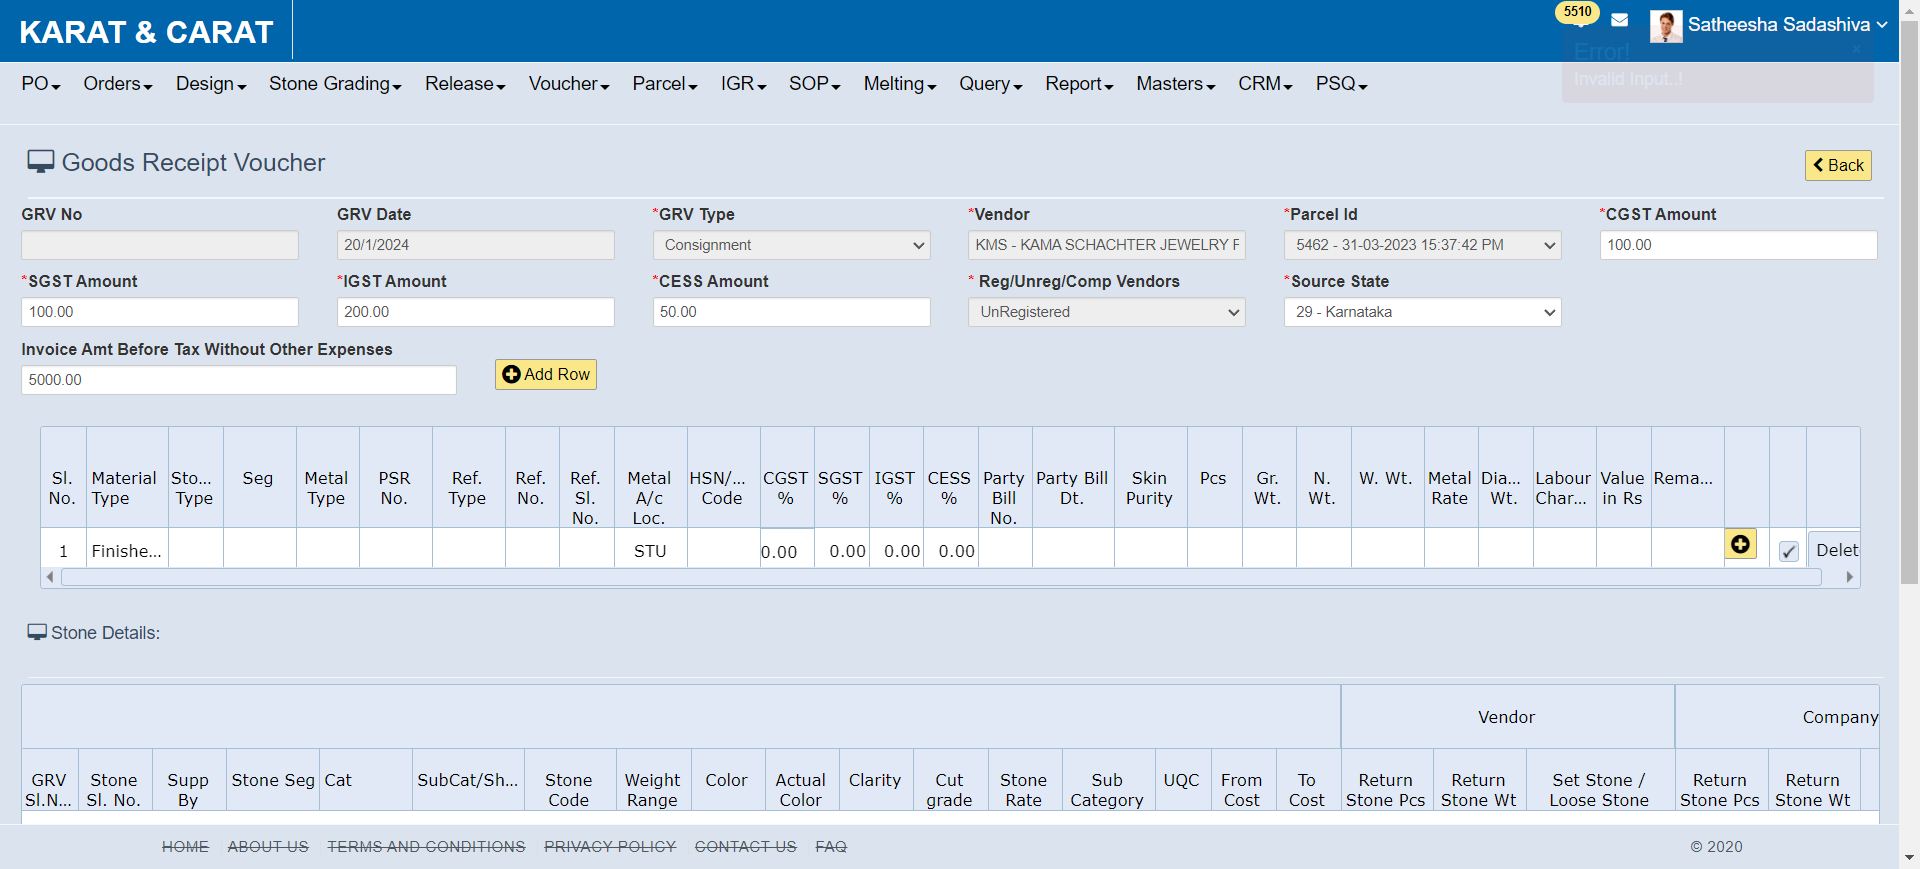 KARAT & CARAT
5510
Satheesha Sadashiva
Error!
×
Invalid Input..!
PO Orders Design Stone Grading Release Voucher Parcel IGR SOP Melting Query Report Masters CRM PSQ
Goods Receipt Voucher
Back
GRV No GRV Date *GRV Type *Vendor *Parcel Id *CGST Amount
20/1/2024 Consignment KMS - KAMA SCHACHTER JEWELRY F 5462 - 31-03-2023 15:37:42 PM 100.00
*SGST Amount *IGST Amount *CESS Amount * Reg/Unreg/Comp Vendors *Source State
100.00 200.00 50.00 UnRegistered 29 - Karnataka
Invoice Amt Before Tax Without Other Expenses
5000.00
Add Row
Sl. Material Sto... Seg Metal PSR Ref. Ref. Ref. Metal HSN/... CGST SGST IGST CESS Party Party Bill Skin Pcs Gr. N. W. Wt. Metal Dia... Labour Value Rema...
No. Type Type Type No. Type No. Sl. A/c Code % % % % Bill Dt. Purity Wt. Wt. Rate Wt. Char... in Rs
No. Loc. No.
1 Finishe... STU 0.00 0.00 0.00 0.00 Delet
Stone Details:
Vendor Company
GRV Stone Supp Stone Seg Cat SubCat/Sh... Stone Weight Color Actual Clarity Cut Stone Sub UQC From To Return Return Set Stone / Return Return
Sl.N... Sl. No. By Code Range Color grade Rate Category Cost Cost Stone Pcs Stone Wt Loose Stone Stone Pcs Stone Wt
HOME ABOUT US TERMS AND CONDITIONS PRIVACY POLICY CONTACT US FAQ © 2020